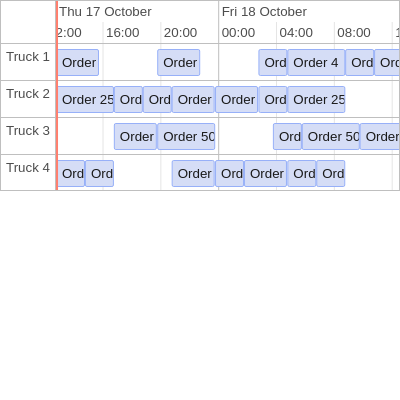 Thu 17 October Fri 18 October
2:00 16:00 20:00 00:00 04:00 08:00 1
Truck 1 Order Order Ord Order 4 Ord Ord
Truck 2 Order 25 Ord Ord Order Order Ord Order 25
Truck 3 Order Order 50 Ord Order 50 Order
Truck 4 Ord Ord Order Ord Order Ord Ord